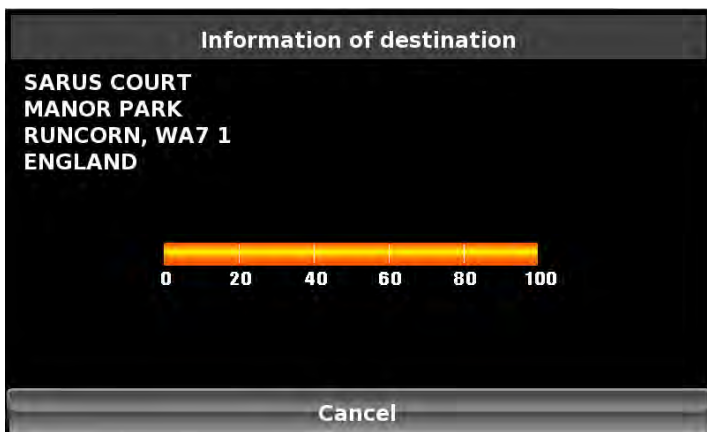 Information of destination
SARUS COURT
MANOR PARK
RUNCORN, WA7 1
ENGLAND
0 20 40 60 80 100
Cancel